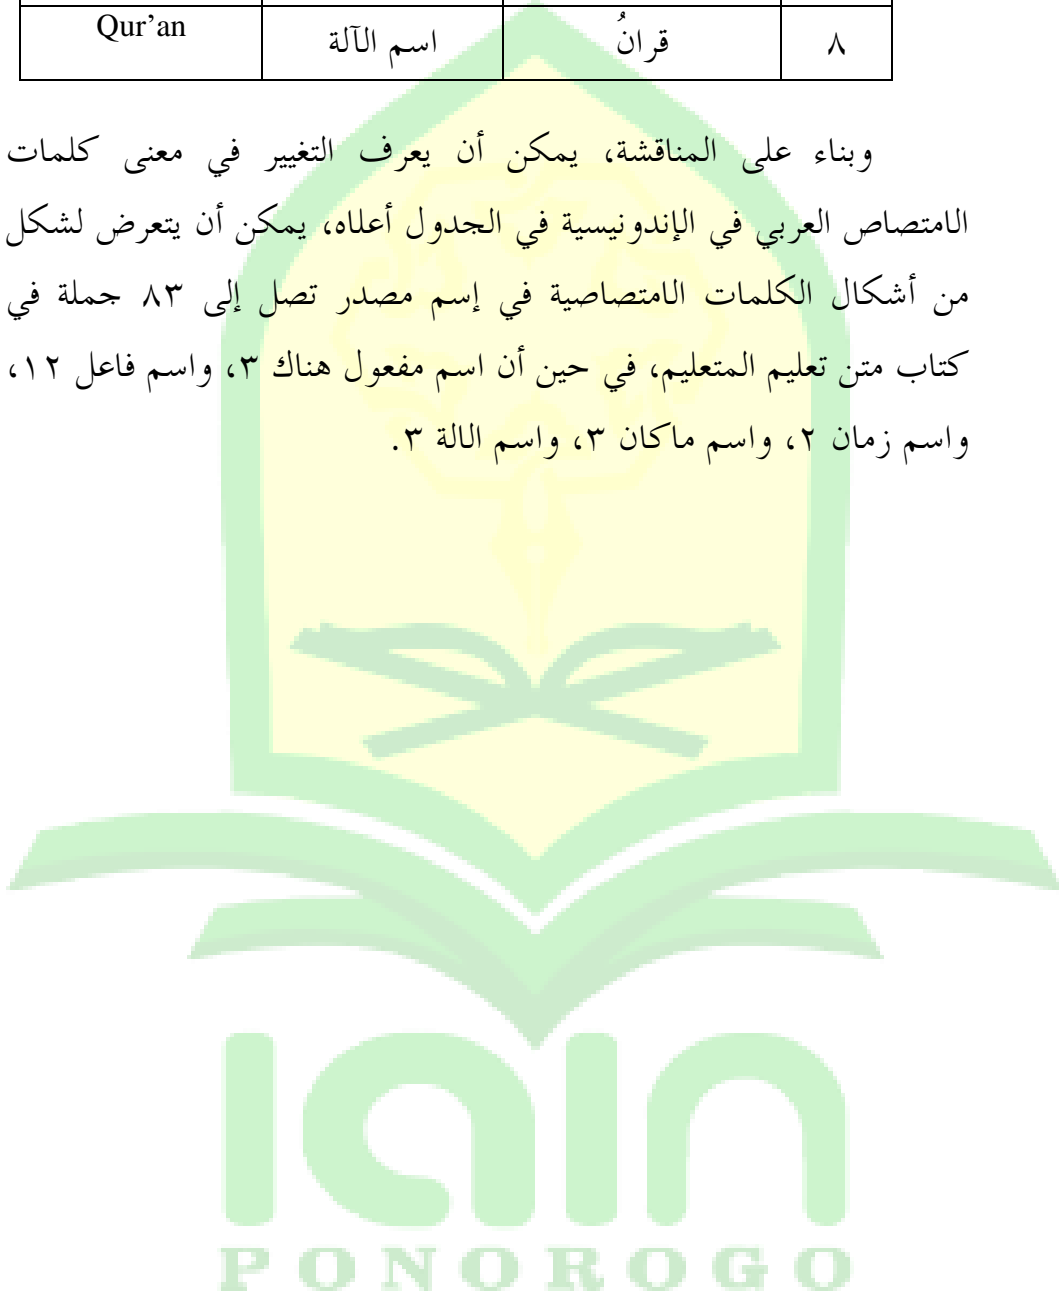 ٨ قرانُ اسم الآلة Qur’an
وبناء على المناقشة، يمكن أن يعرف التغيير في معنى كلمات
الامتصاص العربي في الإندونيسية في الجدول أعلاه، يمكن أن يتعرض لشكل
من أشكال الكلمات الامتصاصية في إسم مصدر تصل إلى ٨٣ جملة في
كتاب متن تعليم المتعليم، في حين أن اسم مفعول هناك ٣، واسم فاعل ١٢،
واسم زمان ٢، واسم ماكان ٣، واسم الالة ٣.
IAIN
PONOROGO